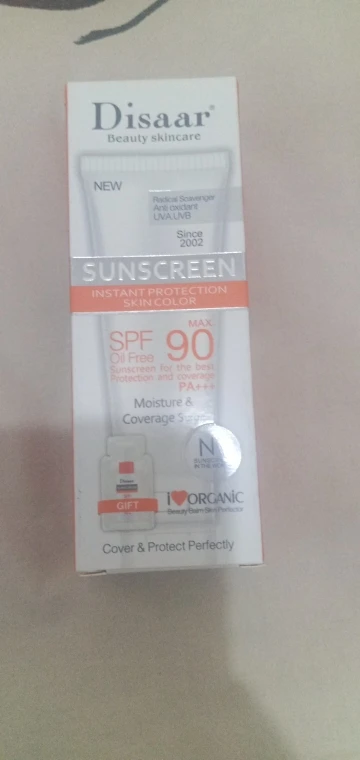 Disaar®
Beauty skincare
NEW
Radical Scavenger
Anti oxidant
UVA.UVB
Since
2002
SUNSCREEN
INSTANT PROTECTION
SKIN COLOR
MAX
SPF 90
Oil Free
Sunscreen for the best
Protection and coverage
PA+++
Moisture &
Coverage
N
GIFT
i ORGANIC
Cover & Protect Perfectly